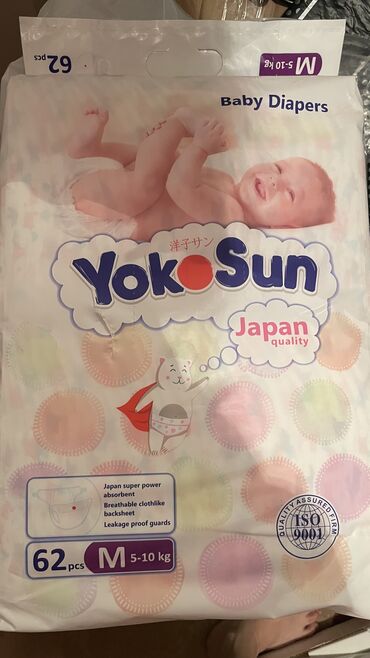 62
pcs
M
5-10 kg
Baby Diapers
洋子サン
YokoSun
Japan
quality
Japan super power
absorbent
Breathable clothlike
backsheet
Leakage proof guards
QUALITY ASSURED FIRM
ISO
9001
62 pcs M 5-10 kg